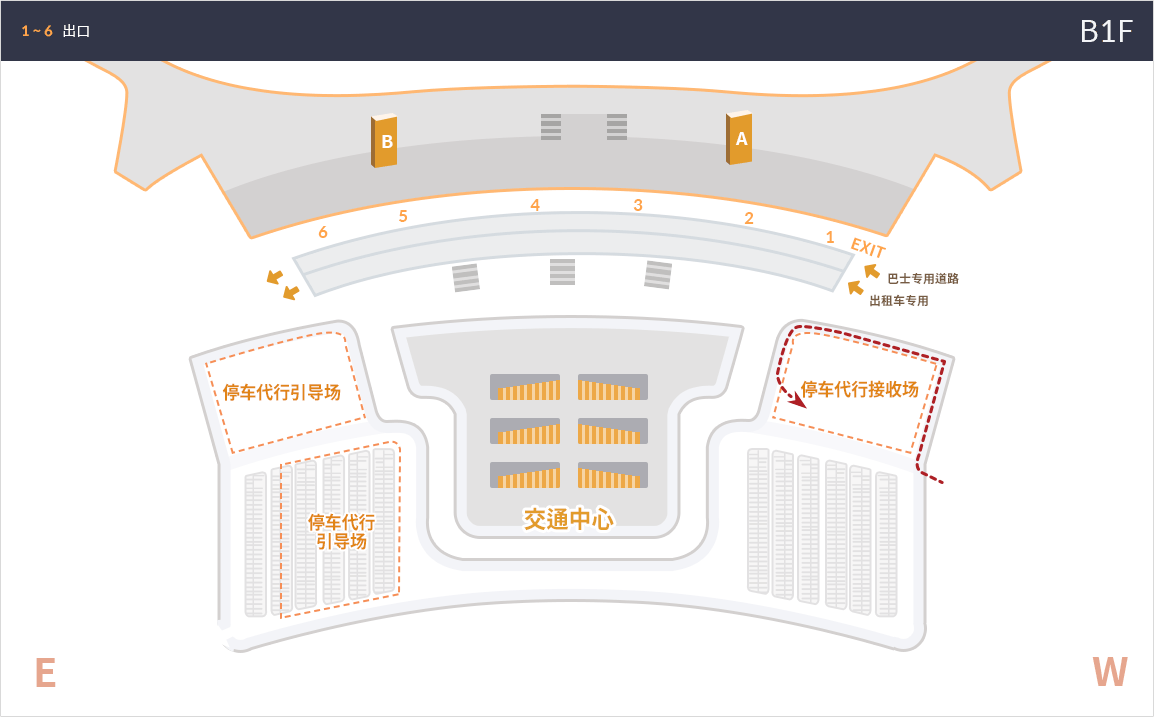 1~6 出口
B1F
B
A
6
5
4
3
2
1
EXIT
巴士专用道路
出租车专用
停车代行引导场
停车代行接收场
停车代行
引导场
交通中心
E
W